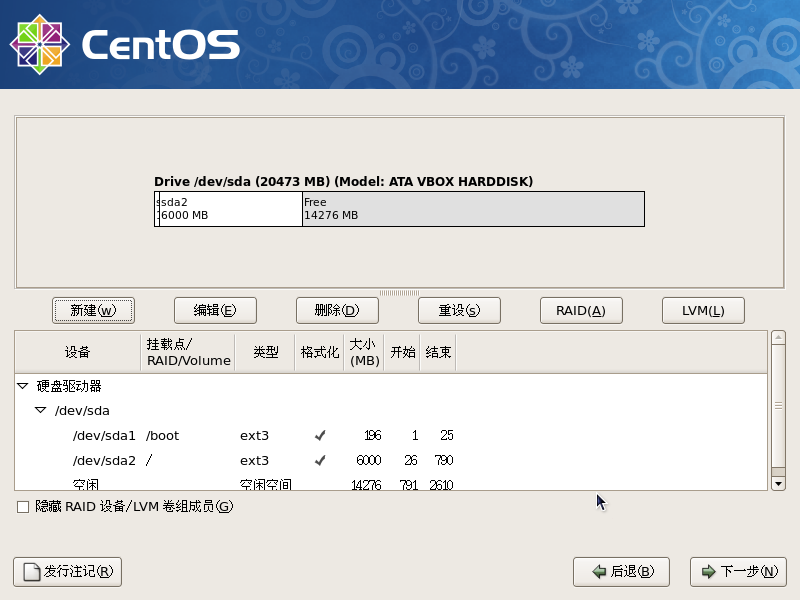 CentOS
Drive /dev/sda (20473 MB) (Model: ATA VBOX HARDDISK)
sda2 Free
6000 MB 14276 MB
新建(w) 编辑(E) 删除(D) 重设(s) RAID(A) LVM(L)
设备 挂载点/ RAID/Volume 类型 格式化 大小 (MB) 开始 结束
硬盘驱动器
/dev/sda
/dev/sda1 /boot ext3 196 1 25
/dev/sda2 / ext3 6000 26 790
空闲 空闲空间 14276 791 2610
隐藏 RAID 设备/LVM 卷组成员(G)
发行注记(R) 后退(B) 下一步(N)